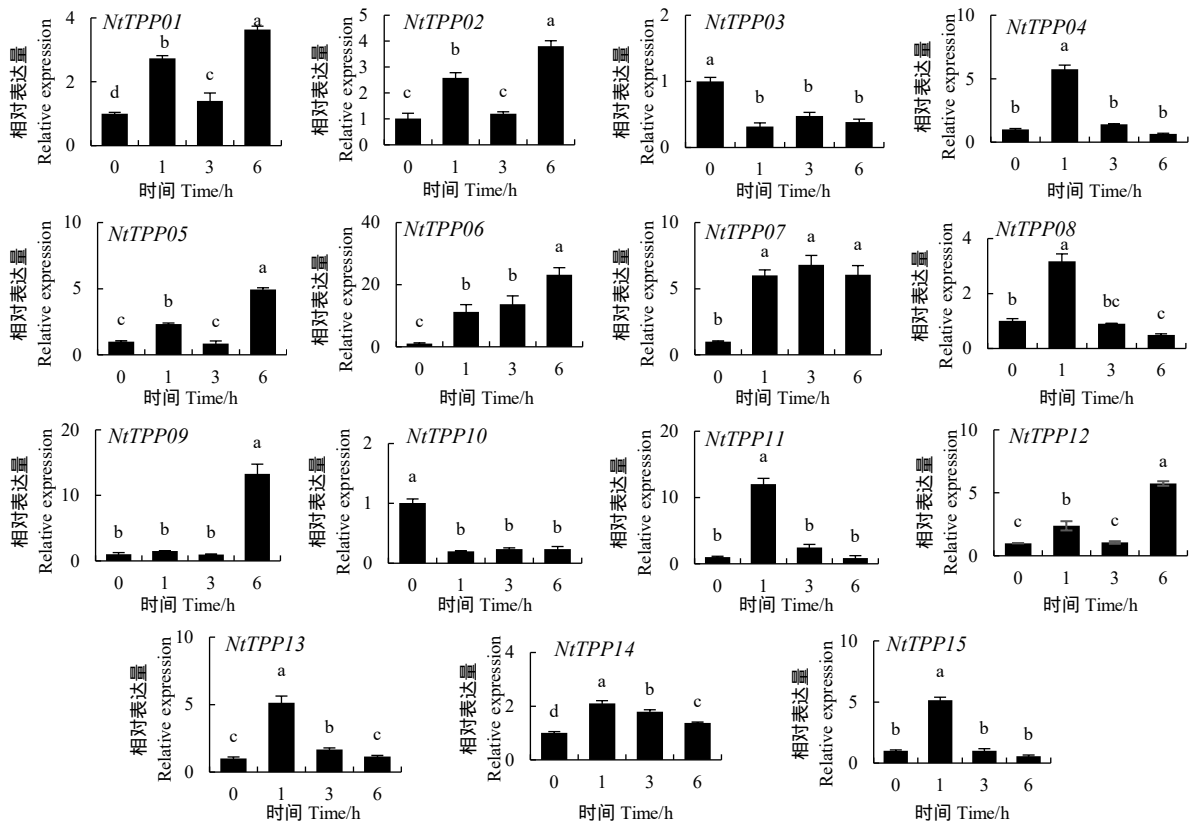 NtTPP01
相对表达量
Relative expression
4
2
0
d
b
c
a
0 1 3 6
时间 Time/h
NtTPP02
相对表达量
Relative expression
5
4
3
2
1
0
c
b
c
a
0 1 3 6
时间 Time/h
NtTPP03
相对表达量
Relative expression
2
1
0
a
b
b
b
0 1 3 6
时间 Time/h
NtTPP04
相对表达量
Relative expression
10
5
0
b
a
b
b
0 1 3 6
时间 Time/h
NtTPP05
相对表达量
Relative expression
10
5
0
c
b
c
a
0 1 3 6
时间 Time/h
NtTPP06
相对表达量
Relative expression
40
20
0
c
b
b
a
0 1 3 6
时间 Time/h
NtTPP07
相对表达量
Relative expression
10
5
0
b
a
a
a
0 1 3 6
时间 Time/h
NtTPP08
相对表达量
Relative expression
4
2
0
b
a
bc
c
0 1 3 6
时间 Time/h
NtTPP09
相对表达量
Relative expression
20
10
0
b
b
b
a
0 1 3 6
时间 Time/h
NtTPP10
相对表达量
Relative expression
2
1
0
a
b
b
b
0 1 3 6
时间 Time/h
NtTPP11
相对表达量
Relative expression
20
10
0
b
a
b
b
0 1 3 6
时间 Time/h
NtTPP12
相对表达量
Relative expression
10
5
0
c
b
c
a
0 1 3 6
时间 Time/h
NtTPP13
相对表达量
Relative expression
10
5
0
c
a
b
c
0 1 3 6
时间 Time/h
NtTPP14
相对表达量
Relative expression
4
2
0
d
a
b
c
0 1 3 6
时间 Time/h
NtTPP15
相对表达量
Relative expression
10
5
0
b
a
b
b
0 1 3 6
时间 Time/h